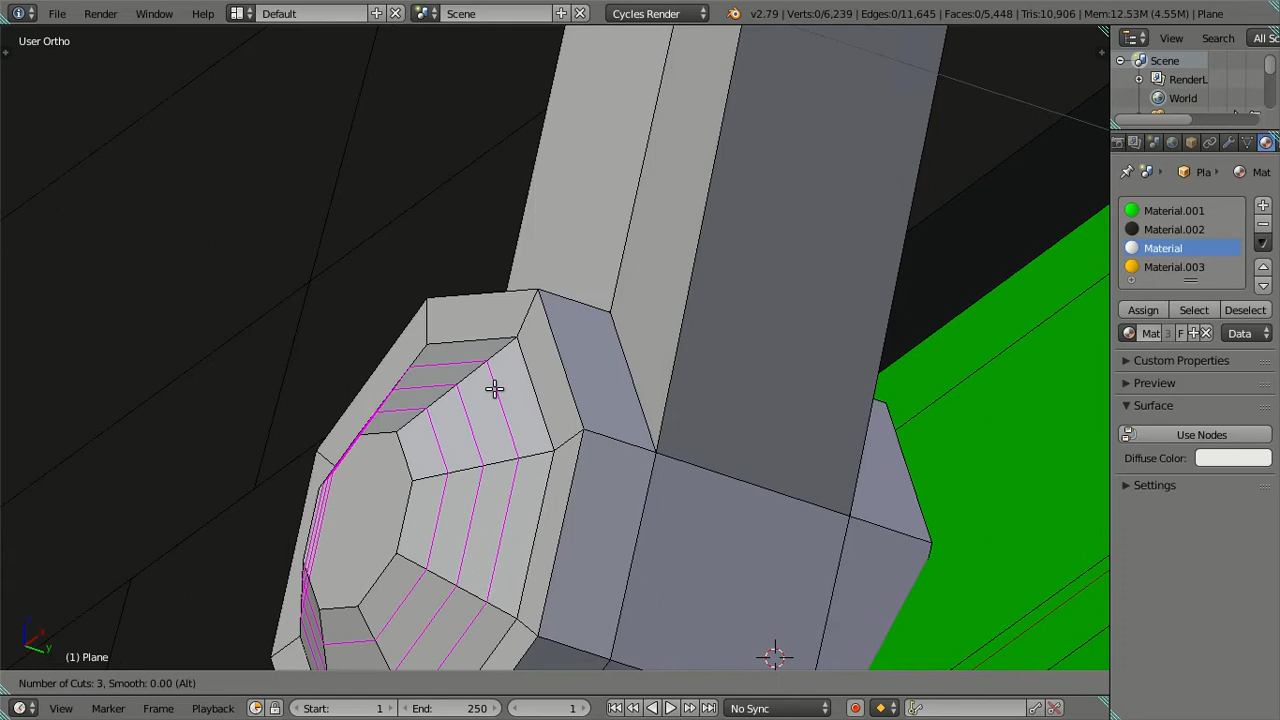 File Render Window Help Default Scene Cycles Render v2.79 | Verts:0/6,239 | Edges:0/11,645 | Faces:0/5,448 | Tris:10,906 | Mem:12.53M (4.55M) | Plane
User Ortho
View Search All Sc
Scene
RenderL
World
Pla Mat
Material.001
Material.002
Material
Material.003
Assign Select Deselect
Mat 3 F Data
Custom Properties
Preview
Surface
Use Nodes
Diffuse Color:
Settings
(1) Plane
Number of Cuts: 3, Smooth: 0.00 (Alt)
View Marker Frame Playback Start: 1 End: 250 1 No Sync